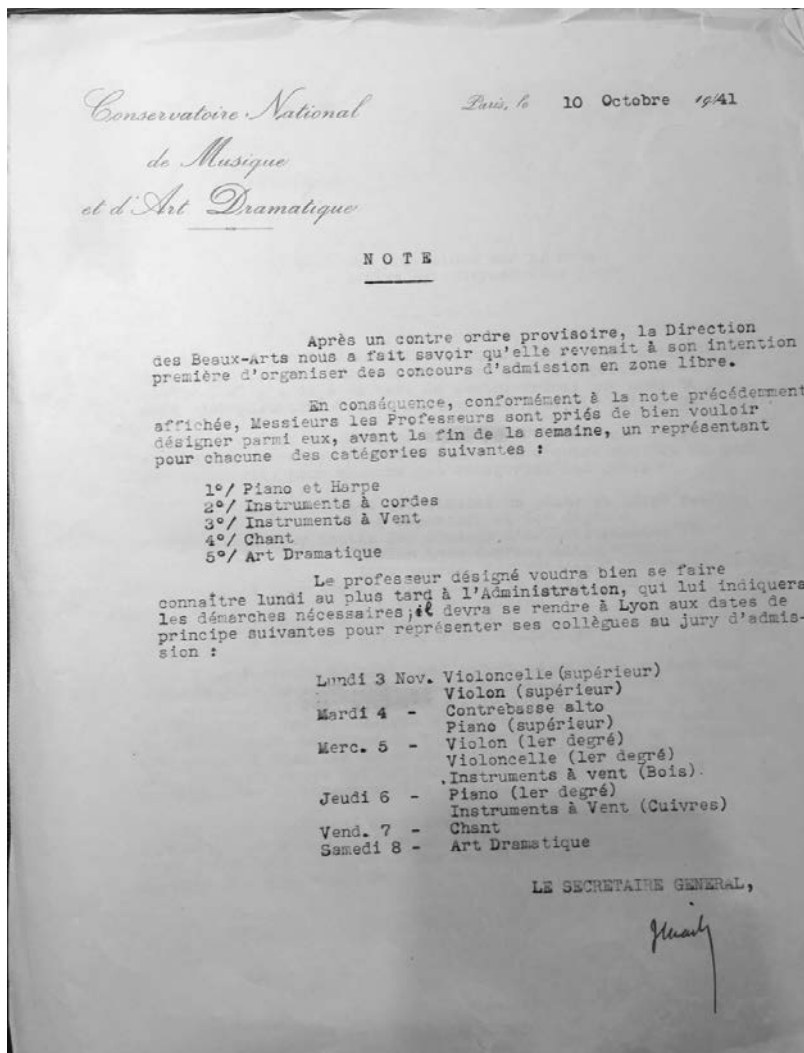 Conservatoire National
de Musique
et d'Art Dramatique
Paris, le 10 Octobre 1941
NOTE
Après un contre ordre provisoire, la Direction
des Beaux-Arts nous a fait savoir qu'elle revenait à son intention
première d'organiser des concours d'admission en zone libre.
En conséquence, conformément à la note précédemment
affichée, Messieurs les Professeurs sont priés de bien vouloir
désigner parmi eux, avant la fin de la semaine, un représentant
pour chacune des catégories suivantes :
1º/ Piano et Harpe
2º/ Instruments à cordes
3º/ Instruments à Vent
4º/ Chant
5º/ Art Dramatique
Le professeur désigné voudra bien se faire
connaître lundi au plus tard à l'Administration, qui lui indiquera
les démarches nécessaires; il devra se rendre à Lyon aux dates de
principe suivantes pour représenter ses collègues au jury d'admis-
sion :
Lundi 3 Nov. Violoncelle (supérieur)
Violon (supérieur)
Mardi 4 - Contrebasse alto
Piano (supérieur)
Merc. 5 - Violon (1er degré)
Violoncelle (1er degré)
Instruments à vent (Bois).
Jeudi 6 - Piano (1er degré)
Instruments à Vent (Cuivres)
Vend. 7 - Chant
Samedi 8 - Art Dramatique
LE SECRETAIRE GENERAL,